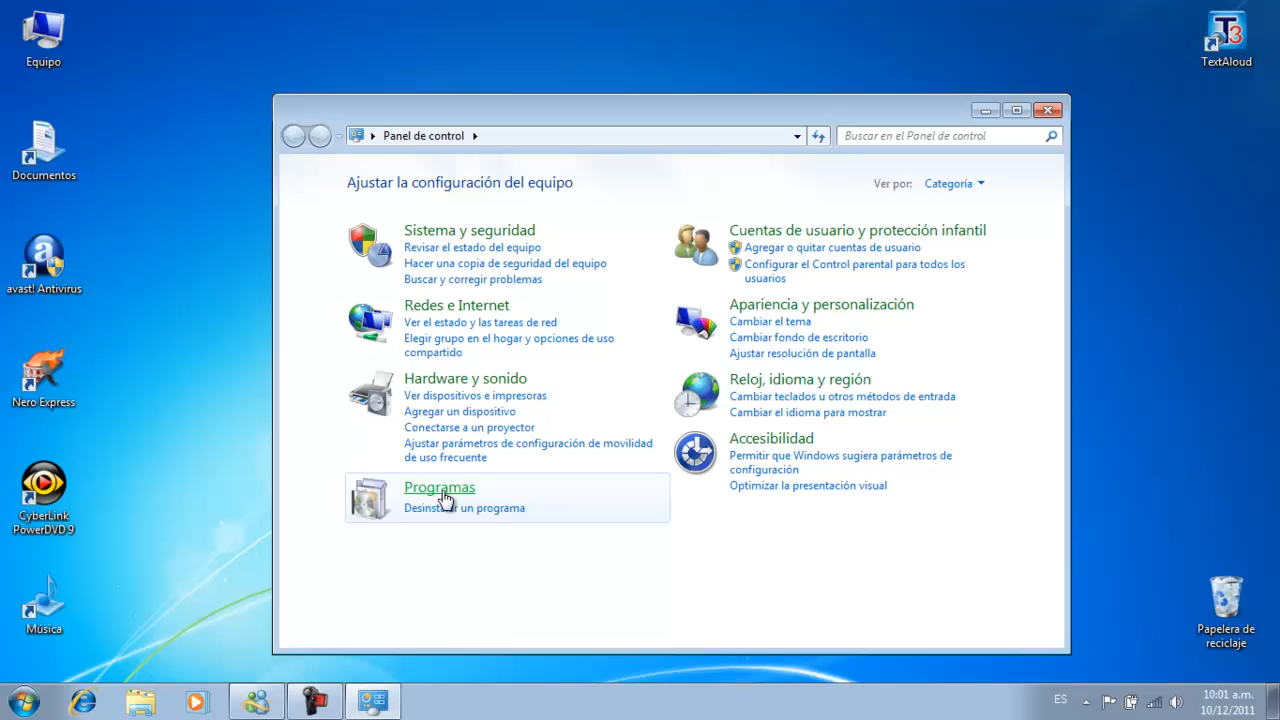 Equipo
Documentos
avast! Antivirus
Nero Express
CyberLink
PowerDVD 9
Música
TextAloud
Papelera de
reciclaje
Panel de control
Buscar en el Panel de control
Ajustar la configuración del equipo
Ver por: Categoría
Sistema y seguridad
Revisar el estado del equipo
Hacer una copia de seguridad del equipo
Buscar y corregir problemas
Redes e Internet
Ver el estado y las tareas de red
Elegir grupo en el hogar y opciones de uso
compartido
Hardware y sonido
Ver dispositivos e impresoras
Agregar un dispositivo
Conectarse a un proyector
Ajustar parámetros de configuración de movilidad
de uso frecuente
Programas
un programa
Cuentas de usuario y protección infantil
Agregar o quitar cuentas de usuario
Configurar el Control parental para todos los
usuarios
Apariencia y personalización
Cambiar el tema
Cambiar fondo de escritorio
Ajustar resolución de pantalla
Reloj, idioma y región
Cambiar teclados u otros métodos de entrada
Cambiar el idioma para mostrar
Accesibilidad
Permitir que Windows sugiera parámetros de
configuración
Optimizar la presentación visual
ES
10:01 a.m.
10/12/2011